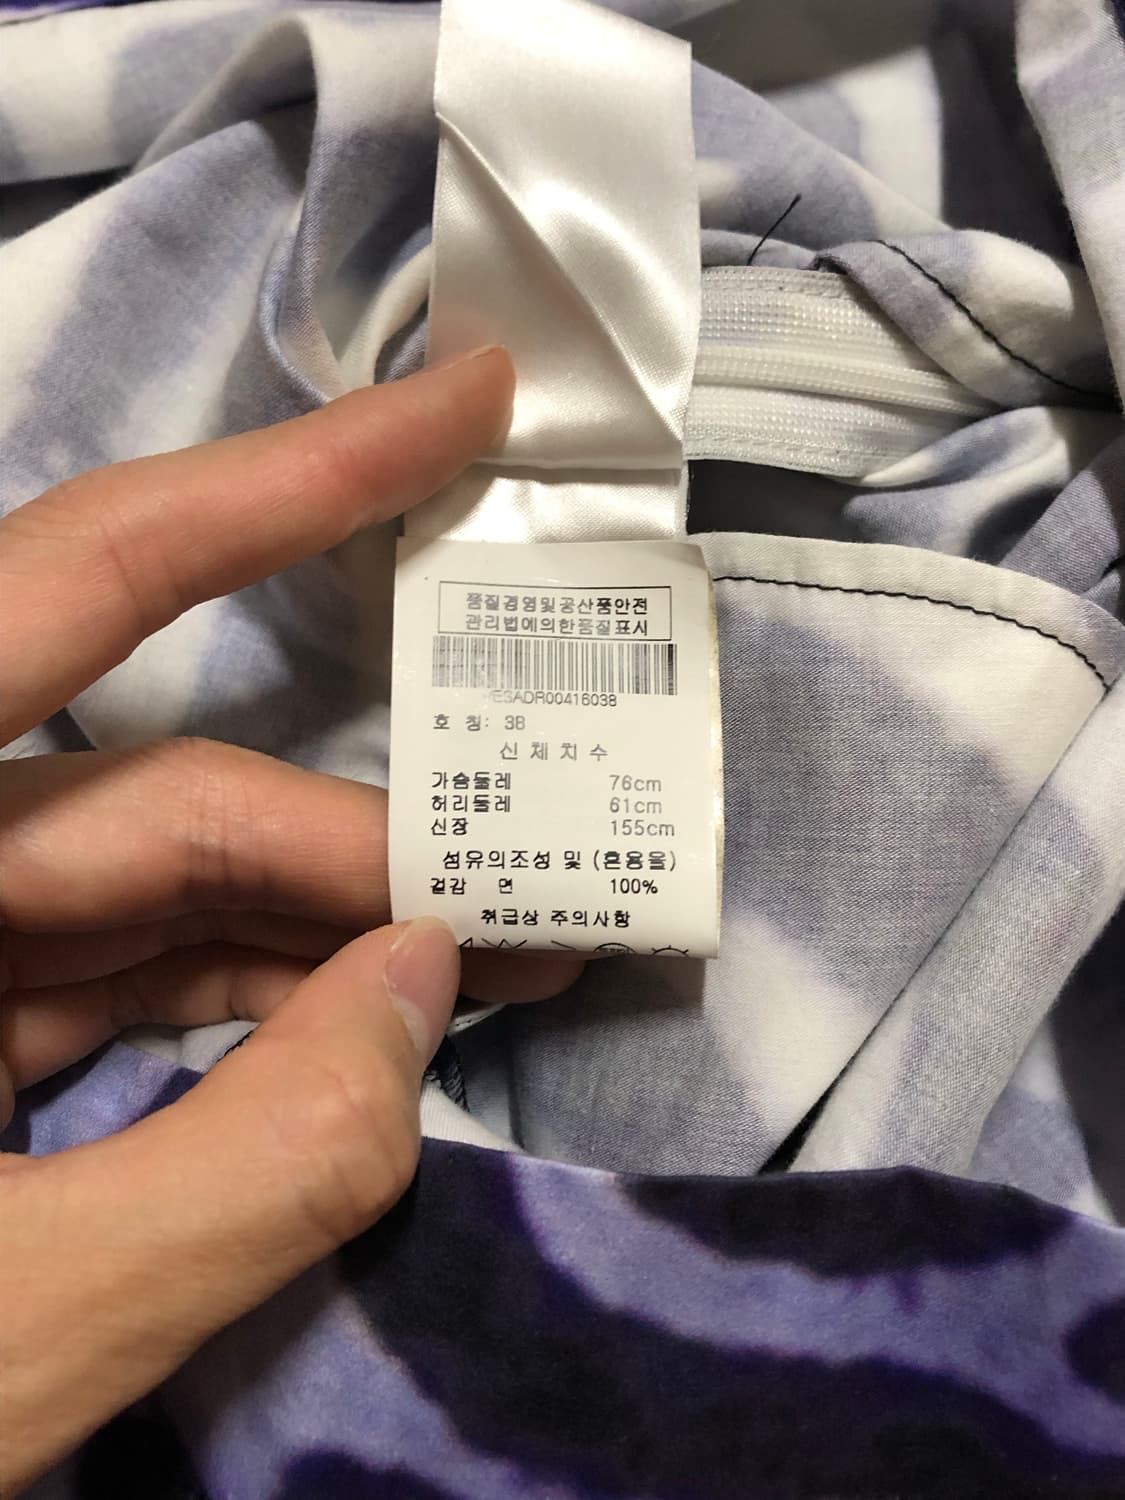 품질경영및공산품안전
관리법에의한품질표시
YE3ADR00416038
호 칭: 38
신 체 치 수
가슴둘레 76cm
허리둘레 61cm
신장 155cm
섬유의조성 및 (혼용율)
겉감 면 100%
취급상 주의사항